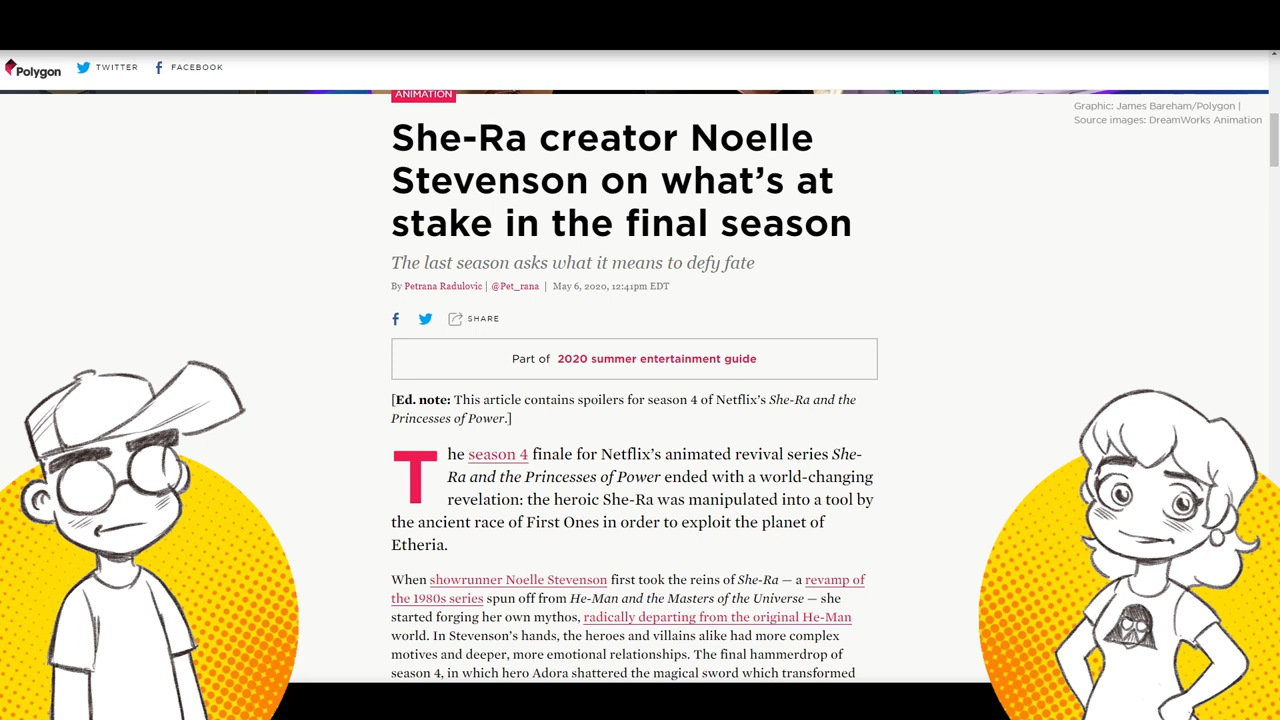 Polygon TWITTER FACEBOOK
ANIMATION
Graphic: James Bareham/Polygon |
Source images: DreamWorks Animation
She-Ra creator Noelle
Stevenson on what’s at
stake in the final season
The last season asks what it means to defy fate
By Petrana Radulovic | @Pet_rana | May 6, 2020, 12:41pm EDT
SHARE
Part of 2020 summer entertainment guide
[Ed. note: This article contains spoilers for season 4 of Netflix’s She-Ra and the
Princesses of Power.]
The season 4 finale for Netflix’s animated revival series She-
Ra and the Princesses of Power ended with a world-changing
revelation: the heroic She-Ra was manipulated into a tool by
the ancient race of First Ones in order to exploit the planet of
Etheria.
When showrunner Noelle Stevenson first took the reins of She-Ra — a revamp of
the 1980s series spun off from He-Man and the Masters of the Universe — she
started forging her own mythos, radically departing from the original He-Man
world. In Stevenson’s hands, the heroes and villains alike had more complex
motives and deeper, more emotional relationships. The final hammerdrop of
season 4, in which hero Adora shattered the magical sword which transformed